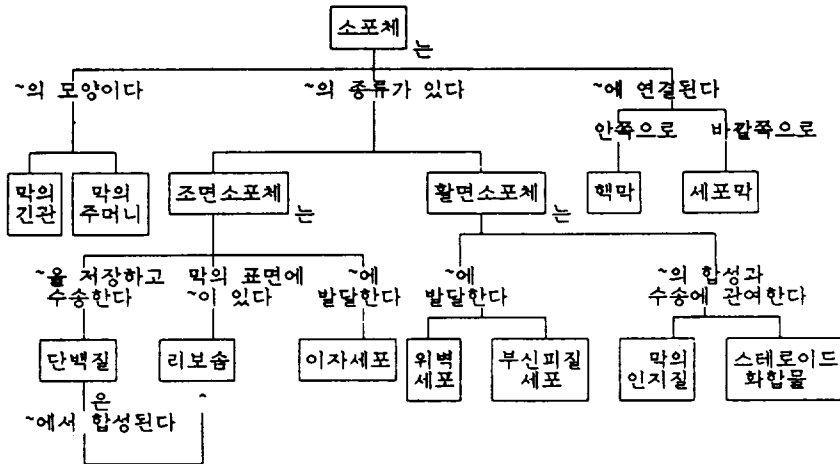 소포체
는
~의 모양이다 ~의 종류가 있다 ~에 연결된다
안쪽으로 바깥쪽으로
막의 긴관
막의 주머니
조면소포체
는
활면소포체
는
핵막
세포막
~을 저장하고 수송한다
막의 표면에 ~이 있다
~에 발달한다
~에 발달한다
~의 합성과 수송에 관여한다
단백질
리보솜
이자세포
위벽 세포
부신피질 세포
막의 인지질
스테로이드 화합물
은
~
~에서 합성된다